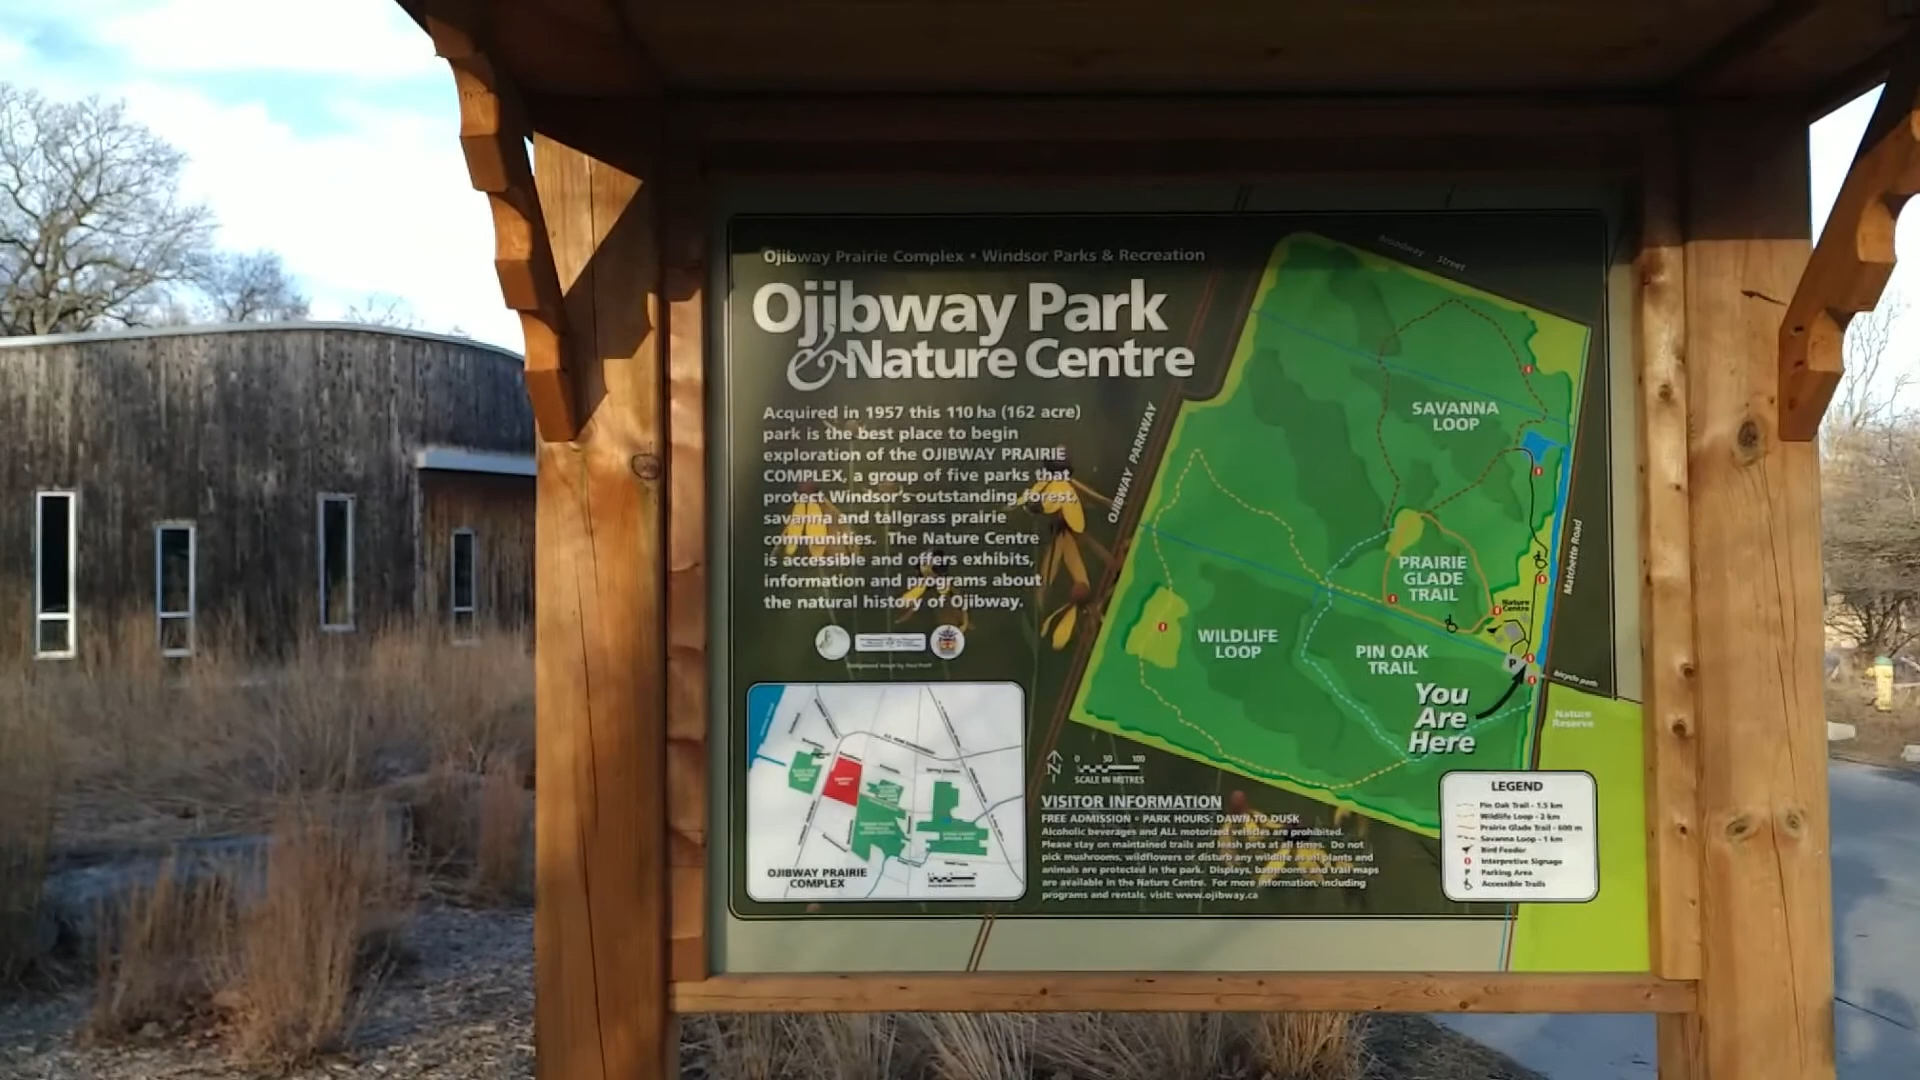 Ojibway Prairie Complex • Windsor Parks & Recreation
Ojibway Park
& Nature Centre
Acquired in 1957 this 110 ha (162 acre)
park is the best place to begin
exploration of the OJIBWAY PRAIRIE
COMPLEX, a group of five parks that
protect Windsor's outstanding forest,
savanna and tallgrass prairie
communities. The Nature Centre
is accessible and offers exhibits,
information and programs about
the natural history of Ojibway.
OJIBWAY PRAIRIE
COMPLEX
Broadway Street
OJIBWAY PARKWAY
SAVANNA
LOOP
Matchette Road
PRAIRIE
GLADE
TRAIL
Nature
Centre
WILDLIFE
LOOP
PIN OAK
TRAIL
P
bicycle path
You
Are
Here
Nature
Reserve
N
0 50 100
SCALE IN METRES
VISITOR INFORMATION
FREE ADMISSION • PARK HOURS: DAWN TO DUSK
Alcoholic beverages and ALL motorized vehicles are prohibited.
Please stay on maintained trails and leash pets at all times. Do not
pick mushrooms, wildflowers or disturb any wildlife as all plants and
animals are protected in the park. Displays, bathrooms and trail maps
are available in the Nature Centre. For more information, including
programs and rentals, visit: www.ojibway.ca
LEGEND
Pin Oak Trail - 1.5 km
Wildlife Loop - 2 km
Prairie Glade Trail - 600 m
Savanna Loop - 1 km
Bird Feeder
Interpretive Signage
P Parking Area
Accessible Trails